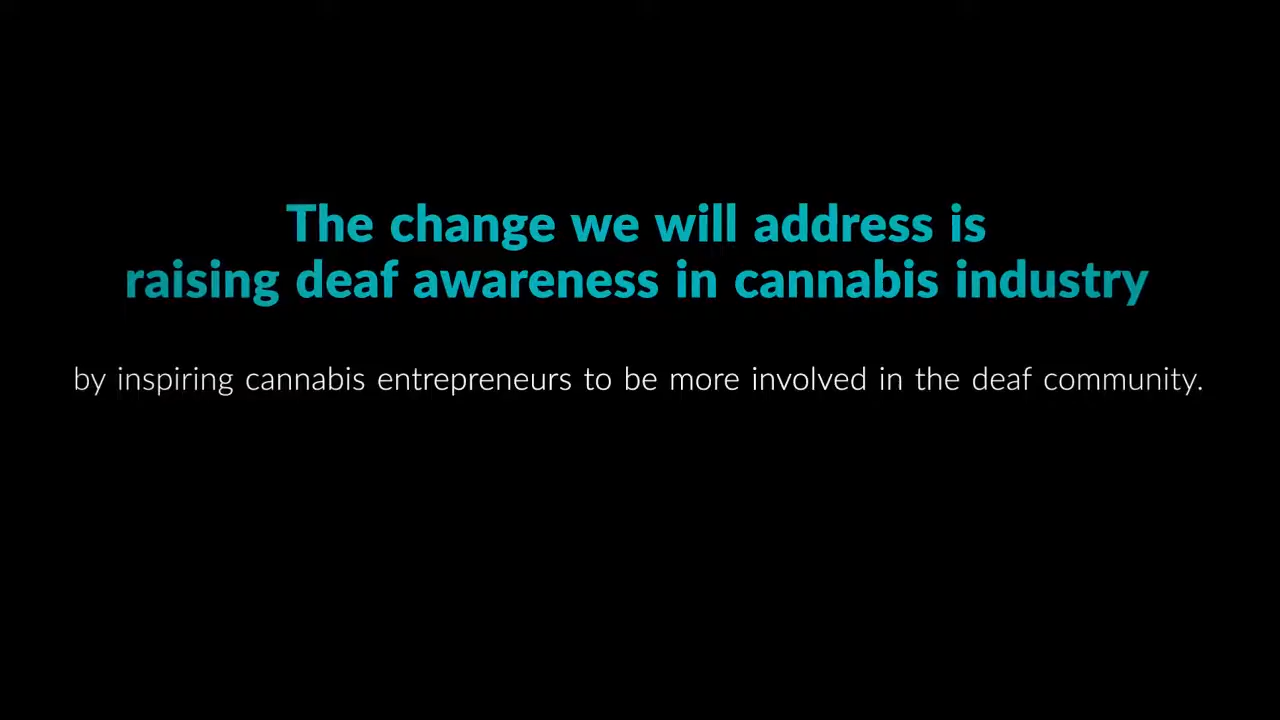 The change we will address is
raising deaf awareness in cannabis industry
by inspiring cannabis entrepreneurs to be more involved in the deaf community.